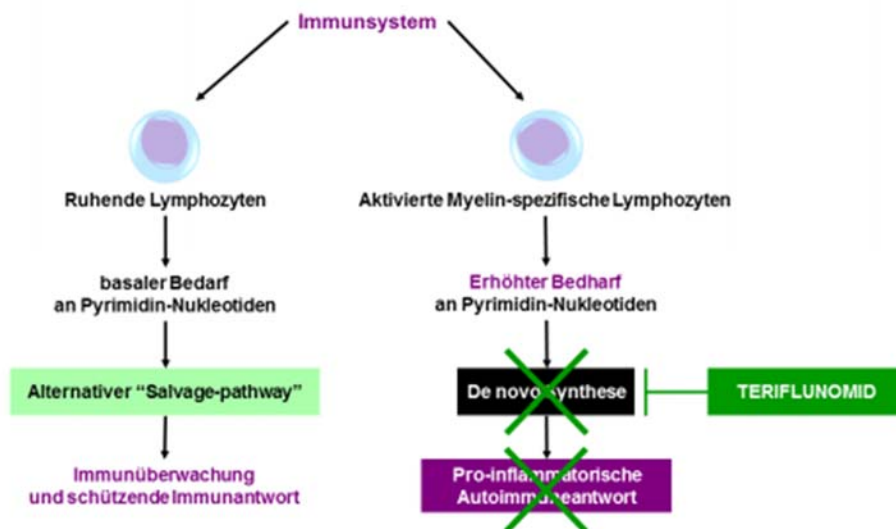 Immunsystem
Ruhende Lymphozyten
Aktivierte Myelin-spezifische Lymphozyten
basaler Bedarf
an Pyrimidin-Nukleotiden
Erhöhter Bedharf
an Pyrimidin-Nukleotiden
Alternativer “Salvage-pathway”
De novo Synthese
TERIFLUNOMID
Immunüberwachung
und schützende Immunantwort
Pro-inflammatorische
Autoimmuneantwort